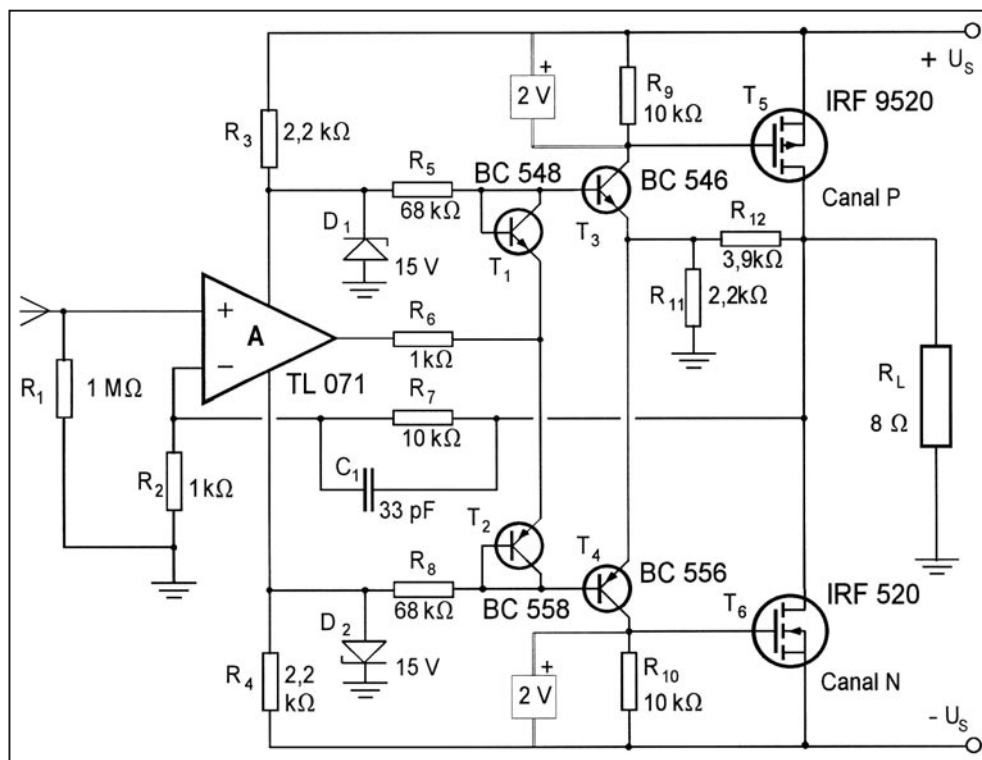 + U_S
2 V
+
R_9
10 kΩ
T_5
IRF 9520
R_3
2,2 kΩ
R_5
68 kΩ
BC 548
BC 546
Canal P
D_1
15 V
T_1
T_3
R_12
3,9kΩ
R_11
2,2kΩ
+
A
−
TL 071
R_6
1kΩ
R_1
1 MΩ
R_7
10 kΩ
R_L
8 Ω
R_2
1kΩ
C_1
33 pF
T_2
T_4
R_8
68 kΩ
BC 558
BC 556
T_6
IRF 520
D_2
15 V
+
2 V
R_4
2,2
kΩ
R_10
10 kΩ
Canal N
- U_S